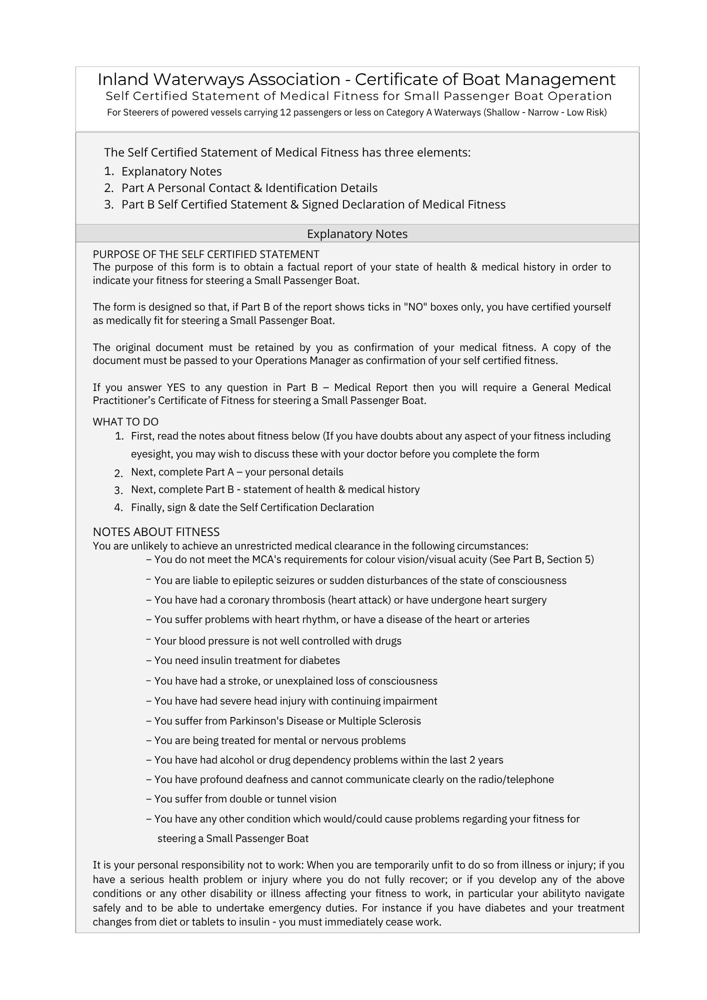 Inland Waterways Association - Certificate of Boat Management
Self Certified Statement of Medical Fitness for Small Passenger Boat Operation
For Steerers of powered vessels carrying 12 passengers or less on Category A Waterways (Shallow - Narrow - Low Risk)
The Self Certified Statement of Medical Fitness has three elements:
1. Explanatory Notes
2. Part A Personal Contact & Identification Details
3. Part B Self Certified Statement & Signed Declaration of Medical Fitness
Explanatory Notes
PURPOSE OF THE SELF CERTIFIED STATEMENT
The purpose of this form is to obtain a factual report of your state of health & medical history in order to
indicate your fitness for steering a Small Passenger Boat.
The form is designed so that, if Part B of the report shows ticks in "NO" boxes only, you have certified yourself
as medically fit for steering a Small Passenger Boat.
The original document must be retained by you as confirmation of your medical fitness. A copy of the
document must be passed to your Operations Manager as confirmation of your self certified fitness.
If you answer YES to any question in Part B – Medical Report then you will require a General Medical
Practitioner’s Certificate of Fitness for steering a Small Passenger Boat.
WHAT TO DO
1. First, read the notes about fitness below (If you have doubts about any aspect of your fitness including
eyesight, you may wish to discuss these with your doctor before you complete the form
2. Next, complete Part A – your personal details
3. Next, complete Part B - statement of health & medical history
4. Finally, sign & date the Self Certification Declaration
NOTES ABOUT FITNESS
You are unlikely to achieve an unrestricted medical clearance in the following circumstances:
– You do not meet the MCA's requirements for colour vision/visual acuity (See Part B, Section 5)
– You are liable to epileptic seizures or sudden disturbances of the state of consciousness
– You have had a coronary thrombosis (heart attack) or have undergone heart surgery
– You suffer problems with heart rhythm, or have a disease of the heart or arteries
– Your blood pressure is not well controlled with drugs
– You need insulin treatment for diabetes
– You have had a stroke, or unexplained loss of consciousness
– You have had severe head injury with continuing impairment
– You suffer from Parkinson's Disease or Multiple Sclerosis
– You are being treated for mental or nervous problems
– You have had alcohol or drug dependency problems within the last 2 years
– You have profound deafness and cannot communicate clearly on the radio/telephone
– You suffer from double or tunnel vision
– You have any other condition which would/could cause problems regarding your fitness for
steering a Small Passenger Boat
It is your personal responsibility not to work: When you are temporarily unfit to do so from illness or injury; if you
have a serious health problem or injury where you do not fully recover; or if you develop any of the above
conditions or any other disability or illness affecting your fitness to work, in particular your abilityto navigate
safely and to be able to undertake emergency duties. For instance if you have diabetes and your treatment
changes from diet or tablets to insulin - you must immediately cease work.